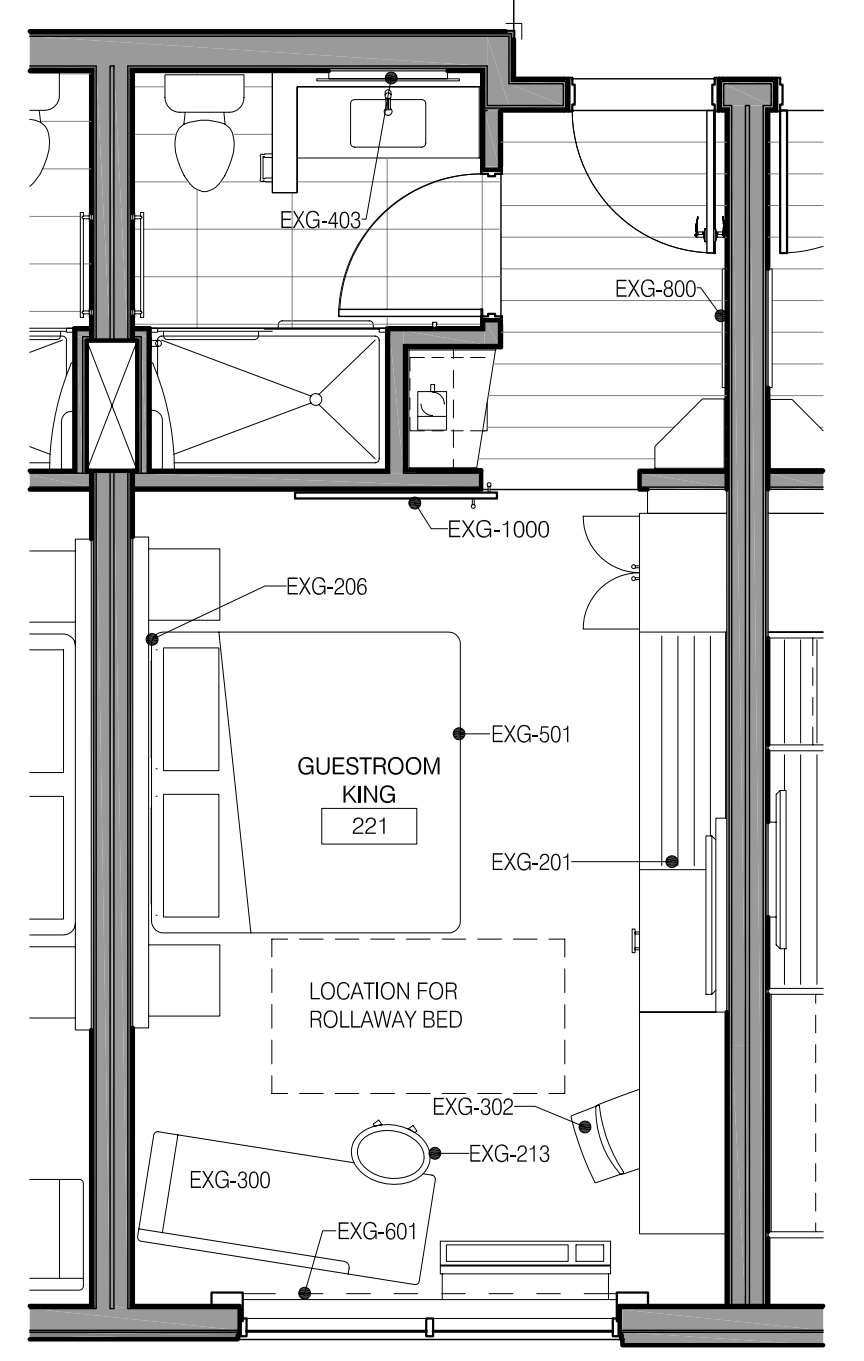 EXG-403
EXG-800
EXG-1000
EXG-206
EXG-501
GUESTROOM
KING
221
EXG-201
LOCATION FOR
ROLLAWAY BED
EXG-302
EXG-213
EXG-300
EXG-601